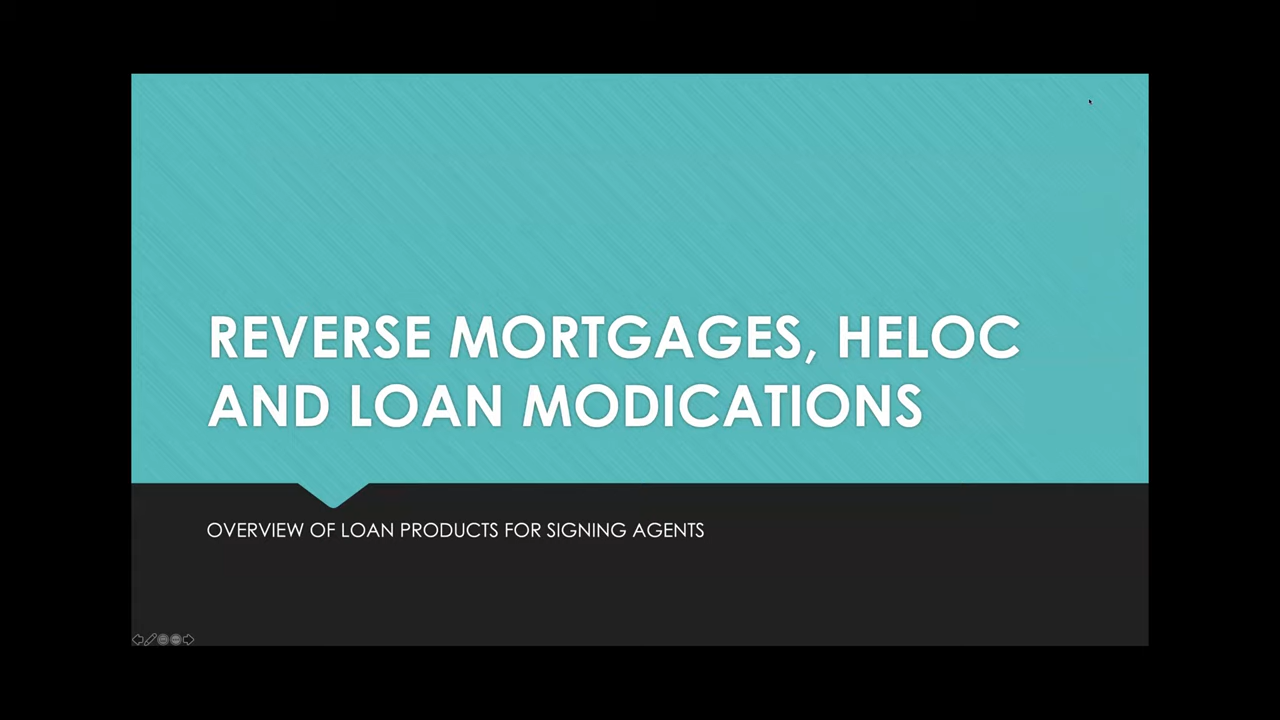 REVERSE MORTGAGES, HELOC
AND LOAN MODICATIONS
OVERVIEW OF LOAN PRODUCTS FOR SIGNING AGENTS